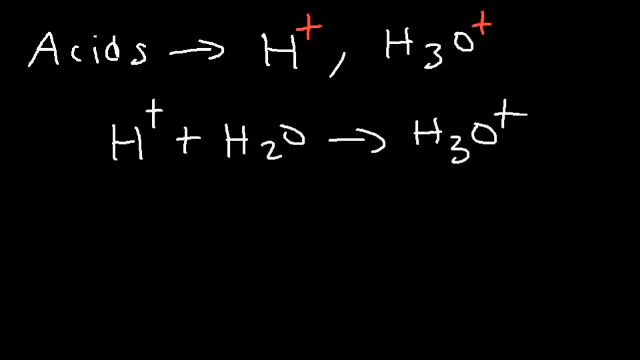 Acids → H⁺, H₃O⁺
H⁺ + H₂O → H₃O⁺